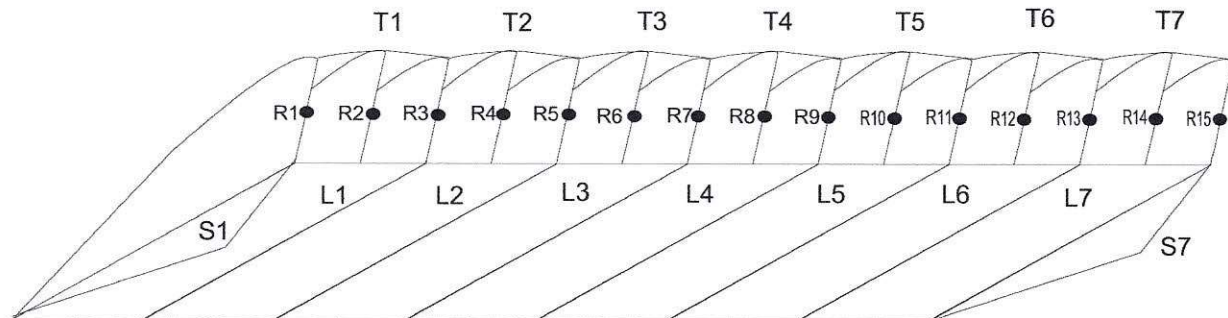 T1 T2 T3 T4 T5 T6 T7
R1 R2 R3 R4 R5 R6 R7 R8 R9 R10 R11 R12 R13 R14 R15
L1 L2 L3 L4 L5 L6 L7
S1 S7